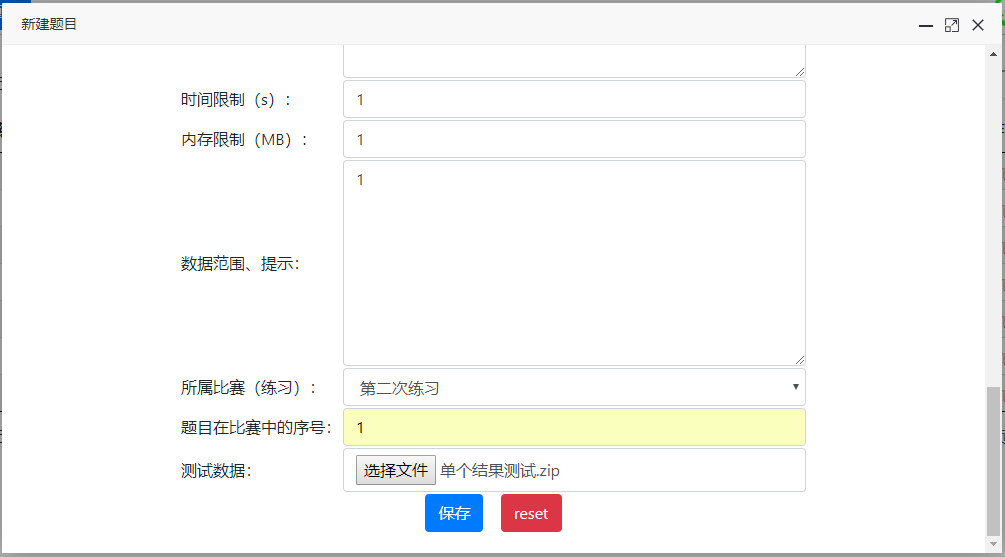 新建题目
时间限制（s）： 1
内存限制（MB）： 1
1
数据范围、提示：
所属比赛（练习）： 第二次练习
题目在比赛中的序号： 1
测试数据： 选择文件 单个结果测试.zip
保存 reset